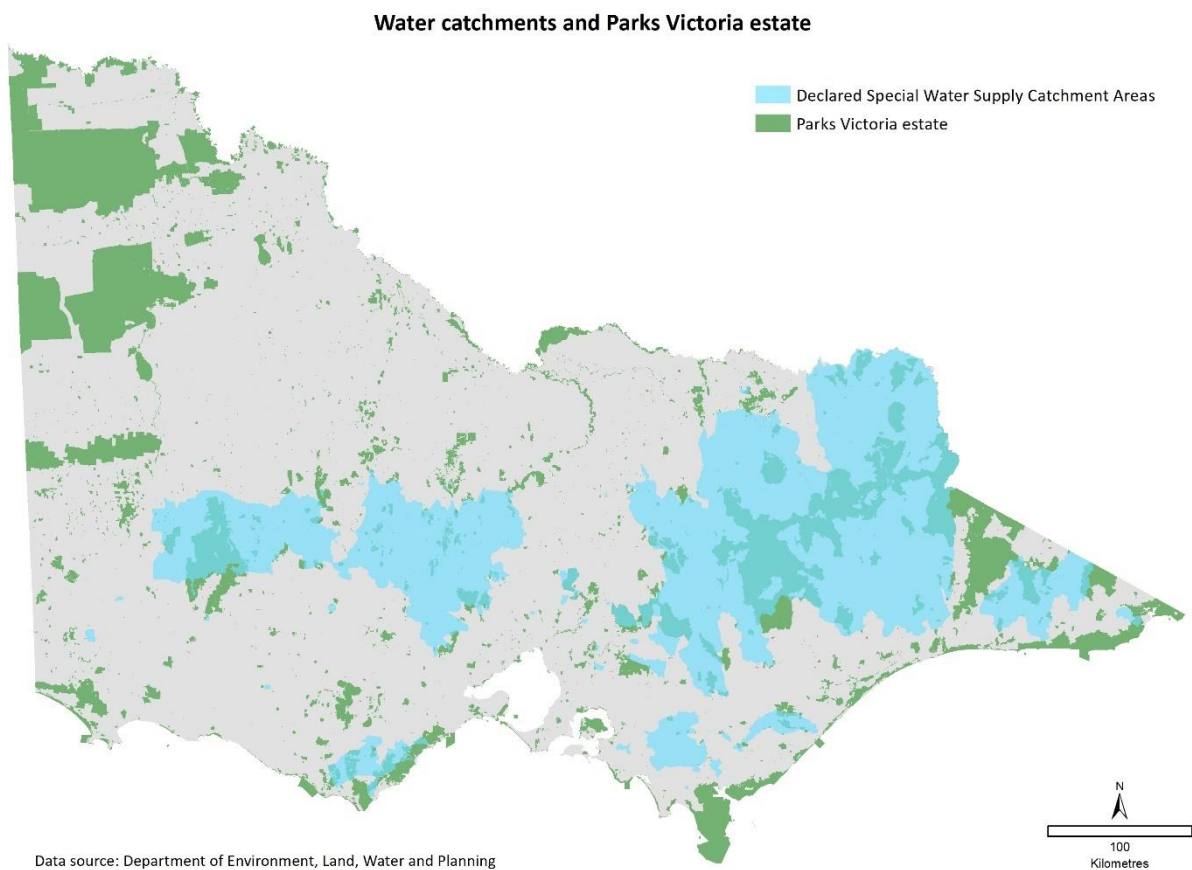 Water catchments and Parks Victoria estate
Declared Special Water Supply Catchment Areas
Parks Victoria estate
N
100
Kilometres
Data source: Department of Environment, Land, Water and Planning